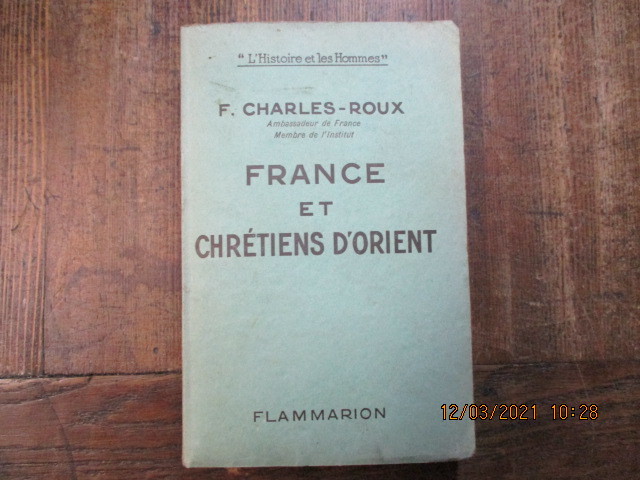 "L'Histoire et les Hommes"
F. CHARLES-ROUX
Ambassadeur de France
Membre de l'Institut
FRANCE
ET
CHRÉTIENS D'ORIENT
FLAMMARION
12/03/2021 10:28